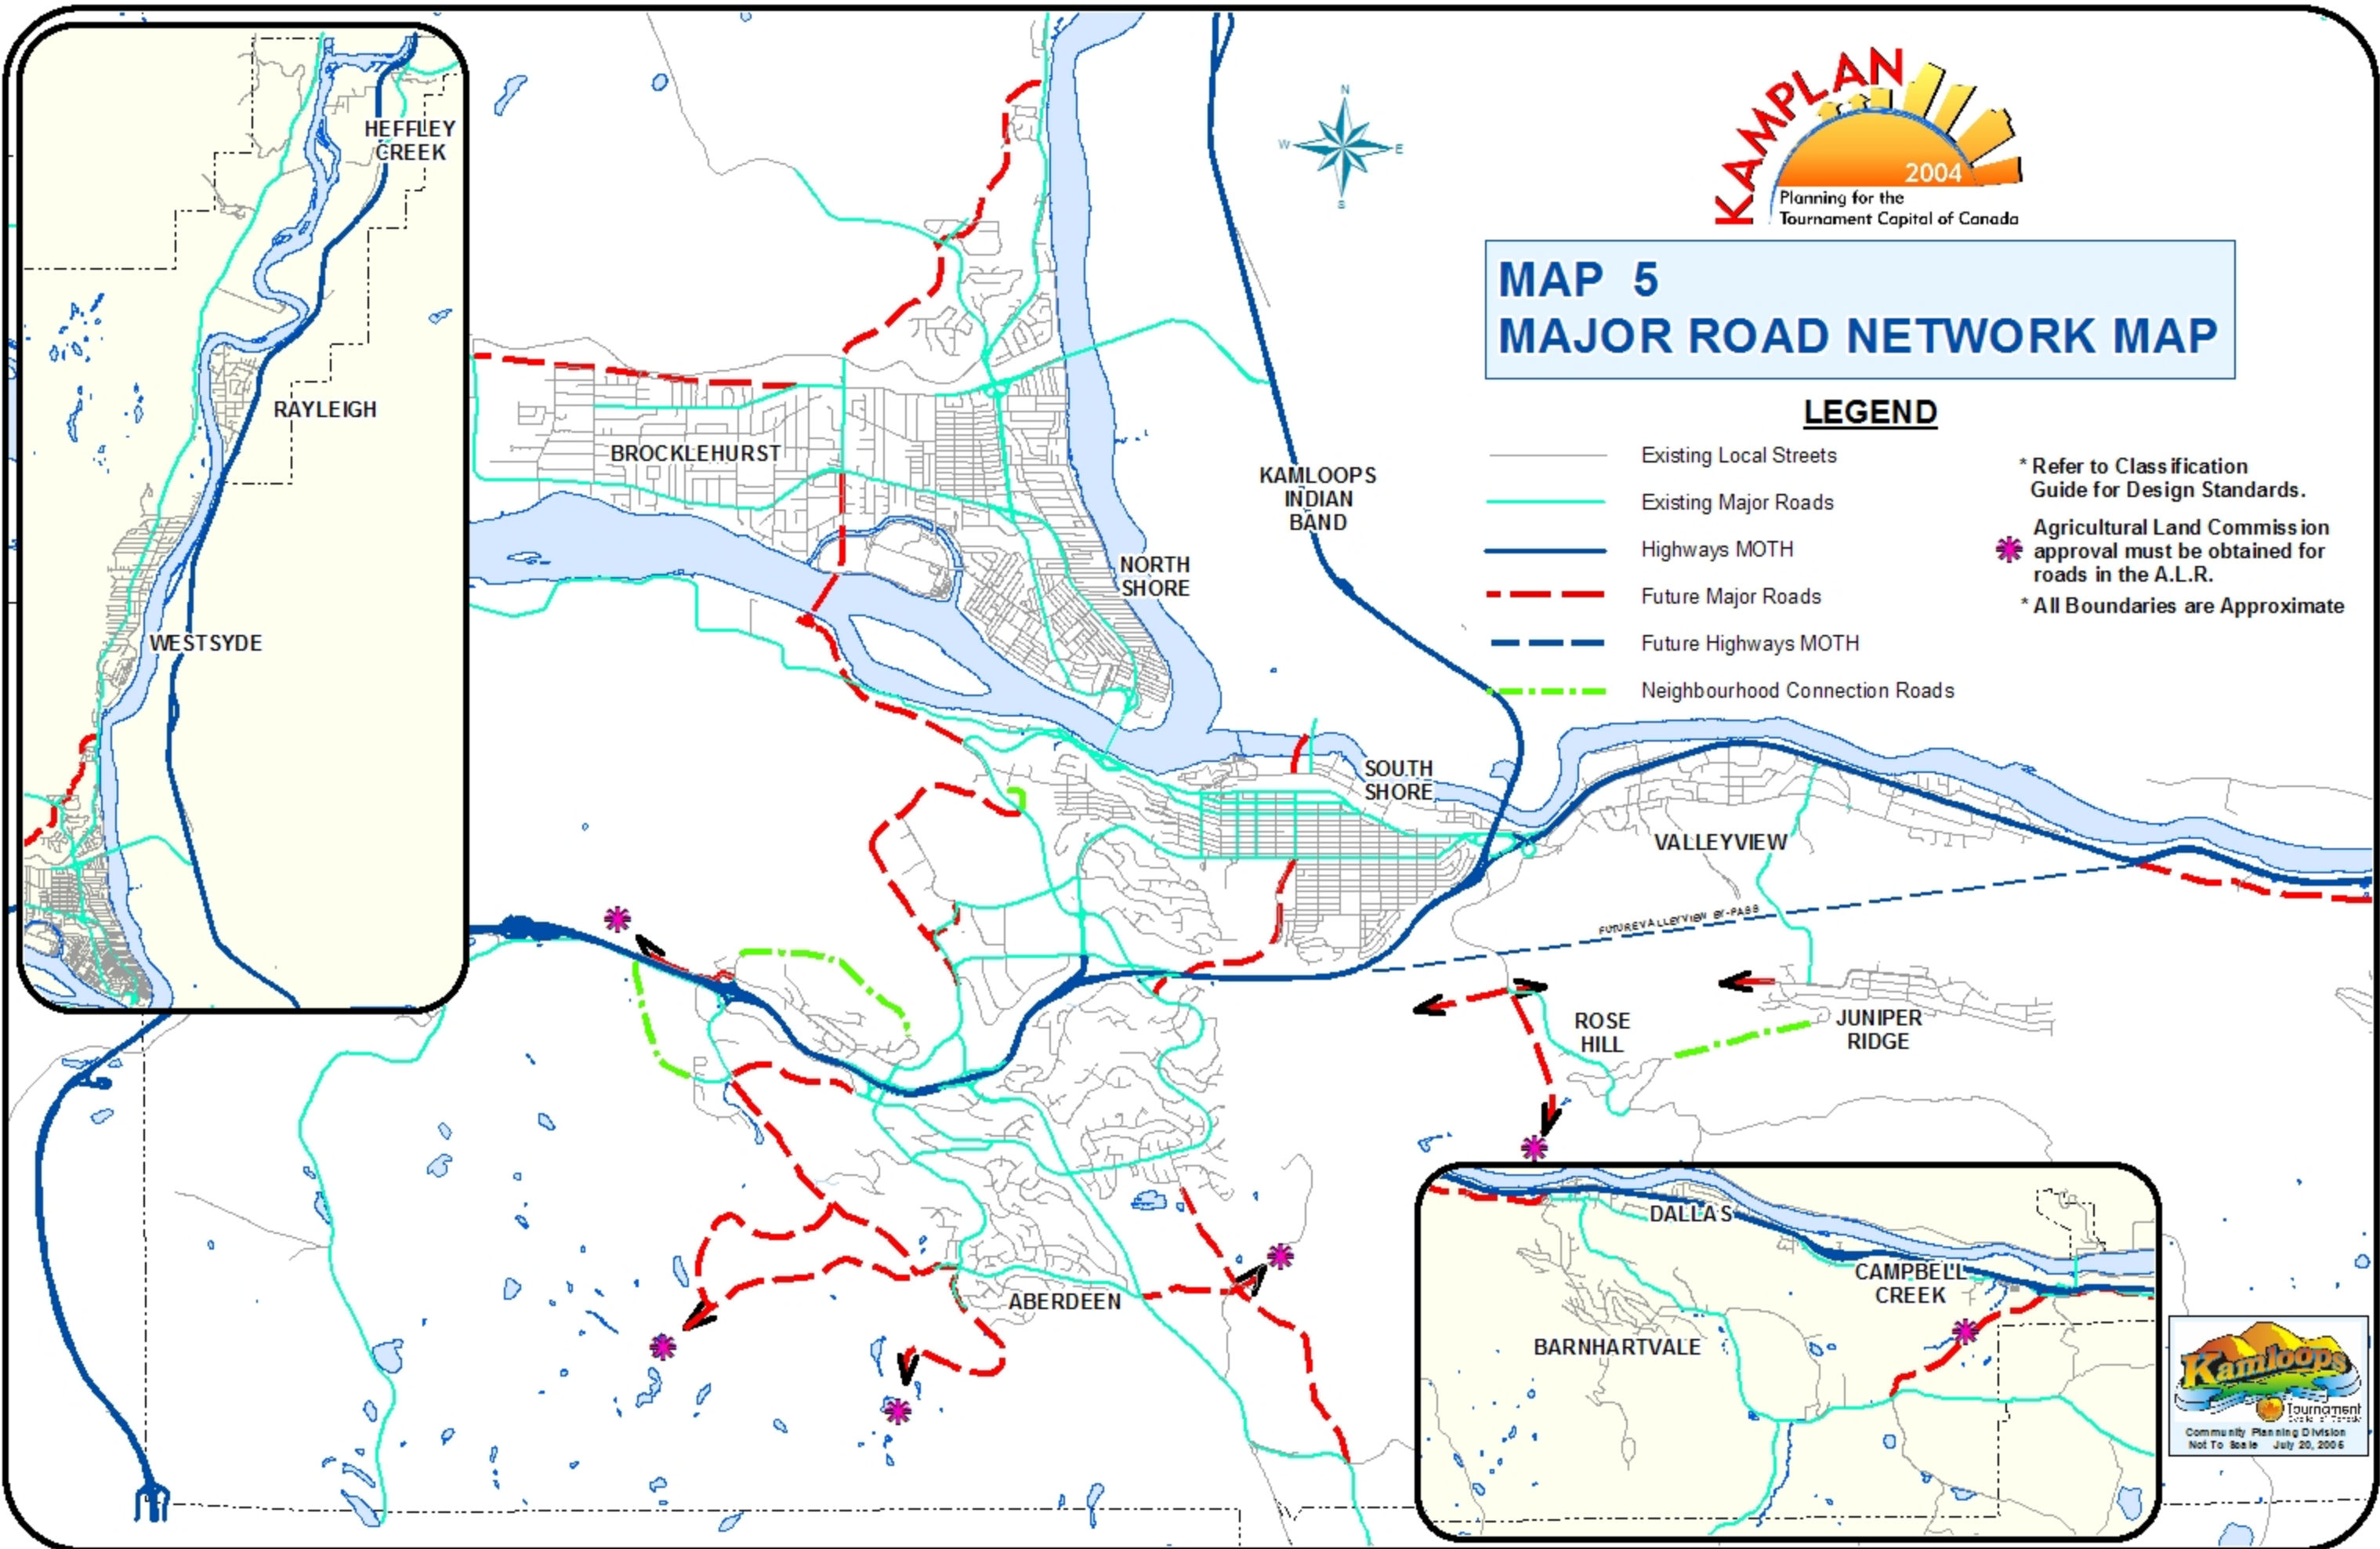 HEFFLEY
CREEK
RAYLEIGH
WESTSYDE
N
W
E
S
KAMPLAN
2004
Planning for the
Tournament Capital of Canada
MAP 5
MAJOR ROAD NETWORK MAP
LEGEND
Existing Local Streets
Existing Major Roads
Highways MOTH
Future Major Roads
Future Highways MOTH
Neighbourhood Connection Roads
* Refer to Classification
Guide for Design Standards.
Agricultural Land Commission
approval must be obtained for
roads in the A.L.R.
* All Boundaries are Approximate
BROCKLEHURST
KAMLOOPS
INDIAN
BAND
NORTH
SHORE
SOUTH
SHORE
VALLEYVIEW
FUTURE VALLEYVIEW BY-PASS
ROSE
HILL
JUNIPER
RIDGE
ABERDEEN
DALLAS
CAMPBELL
CREEK
BARNHARTVALE
Kamloops
Tournament
Community Planning Division
Not To Scale July 20, 2005